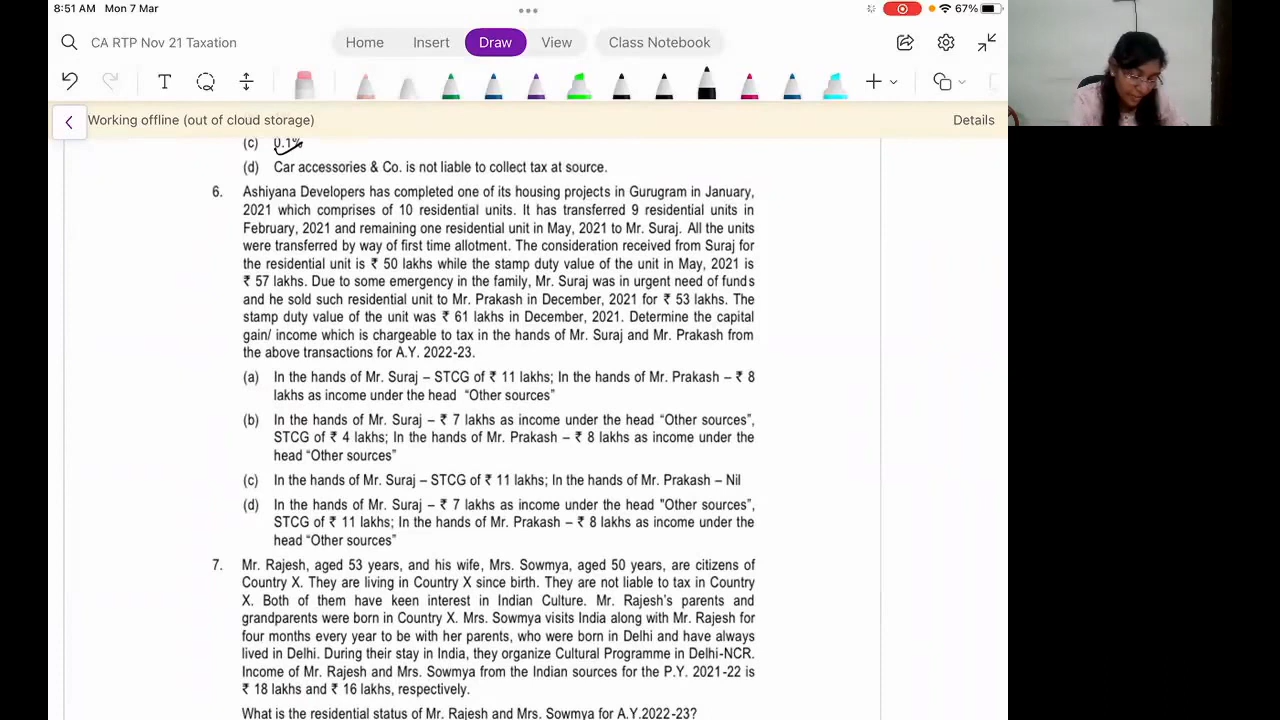 8:51 AM Mon 7 Mar
67%
CA RTP Nov 21 Taxation
Home Insert Draw View Class Notebook
T
Working offline (out of cloud storage)
Details
(c) 0.1%
(d) Car accessories & Co. is not liable to collect tax at source.
6. Ashiyana Developers has completed one of its housing projects in Gurugram in January,
2021 which comprises of 10 residential units. It has transferred 9 residential units in
February, 2021 and remaining one residential unit in May, 2021 to Mr. Suraj. All the units
were transferred by way of first time allotment. The consideration received from Suraj for
the residential unit is ₹ 50 lakhs while the stamp duty value of the unit in May, 2021 is
₹ 57 lakhs. Due to some emergency in the family, Mr. Suraj was in urgent need of funds
and he sold such residential unit to Mr. Prakash in December, 2021 for ₹ 53 lakhs. The
stamp duty value of the unit was ₹ 61 lakhs in December, 2021. Determine the capital
gain/ income which is chargeable to tax in the hands of Mr. Suraj and Mr. Prakash from
the above transactions for A.Y. 2022-23.
(a) In the hands of Mr. Suraj – STCG of ₹ 11 lakhs; In the hands of Mr. Prakash – ₹ 8
lakhs as income under the head “Other sources”
(b) In the hands of Mr. Suraj – ₹ 7 lakhs as income under the head “Other sources”,
STCG of ₹ 4 lakhs; In the hands of Mr. Prakash – ₹ 8 lakhs as income under the
head “Other sources”
(c) In the hands of Mr. Suraj – STCG of ₹ 11 lakhs; In the hands of Mr. Prakash – Nil
(d) In the hands of Mr. Suraj – ₹ 7 lakhs as income under the head "Other sources”,
STCG of ₹ 11 lakhs; In the hands of Mr. Prakash – ₹ 8 lakhs as income under the
head “Other sources”
7. Mr. Rajesh, aged 53 years, and his wife, Mrs. Sowmya, aged 50 years, are citizens of
Country X. They are living in Country X since birth. They are not liable to tax in Country
X. Both of them have keen interest in Indian Culture. Mr. Rajesh’s parents and
grandparents were born in Country X. Mrs. Sowmya visits India along with Mr. Rajesh for
four months every year to be with her parents, who were born in Delhi and have always
lived in Delhi. During their stay in India, they organize Cultural Programme in Delhi-NCR.
Income of Mr. Rajesh and Mrs. Sowmya from the Indian sources for the P.Y. 2021-22 is
₹ 18 lakhs and ₹ 16 lakhs, respectively.
What is the residential status of Mr. Rajesh and Mrs. Sowmya for A.Y.2022-23?